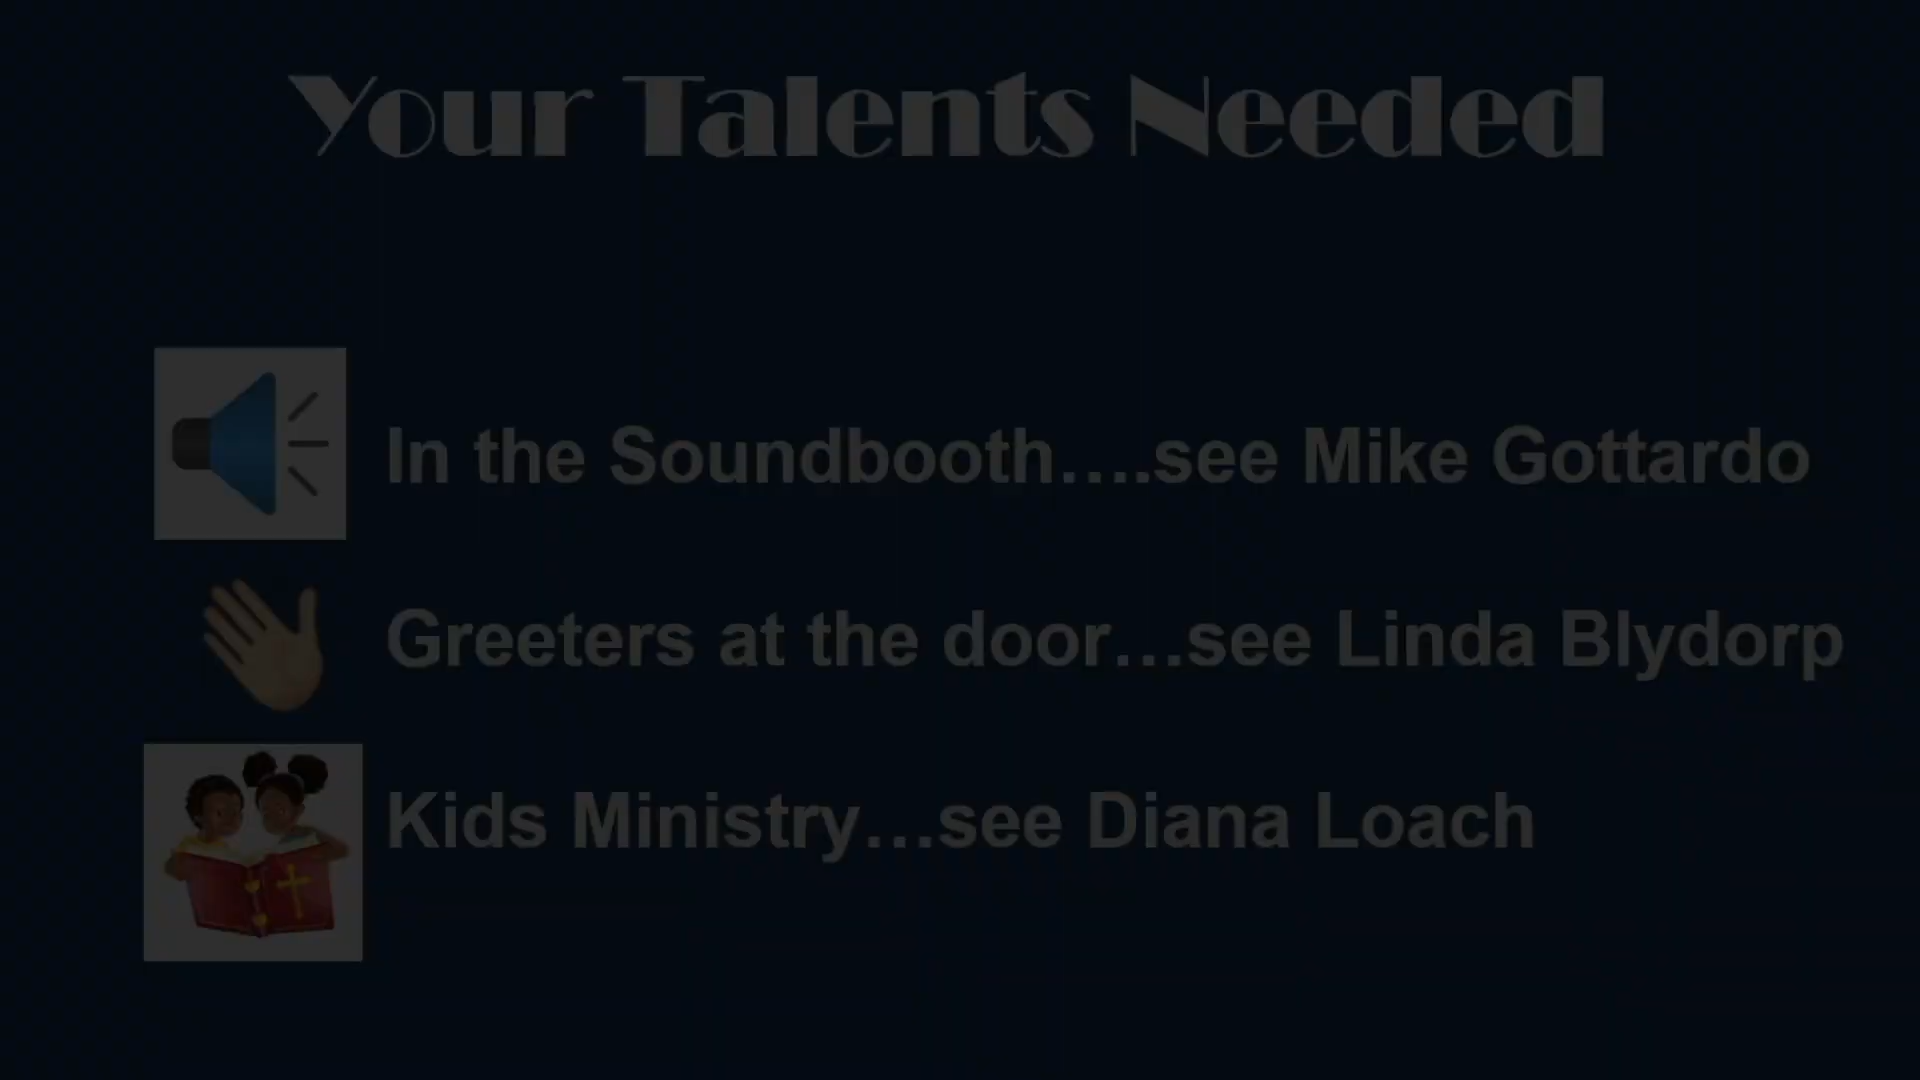 Your Talents Needed
In the Soundbooth….see Mike Gottardo
Greeters at the door…see Linda Blydorp
Kids Ministry…see Diana Loach